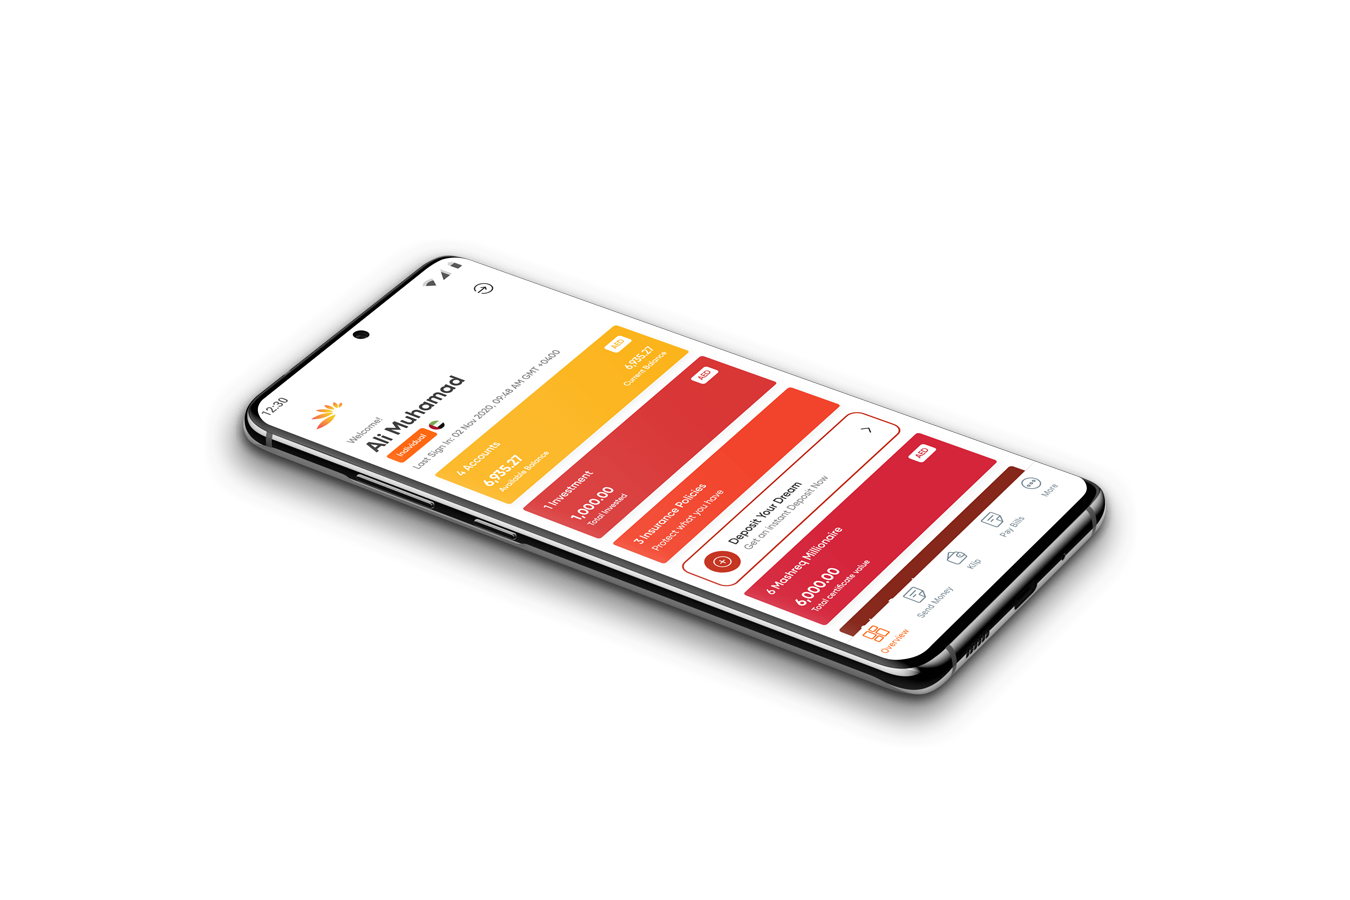 12:30
Welcome!
Ali Muhamad
Individual
Last Sign In: 02 Nov 2020, 09:48 AM GMT +0400
4 Accounts
AED
6,935.27
Available Balance
6,935.27
Current Balance
1 Investment
AED
1,000.00
Total invested
3 Insurance Policies
Protect what you have
Deposit Your Dream
Get an instant Deposit Now
6 Mashreq Millionaire
AED
6,000.00
Total certificate value
Overview
Send Money
Klip
Pay Bills
More